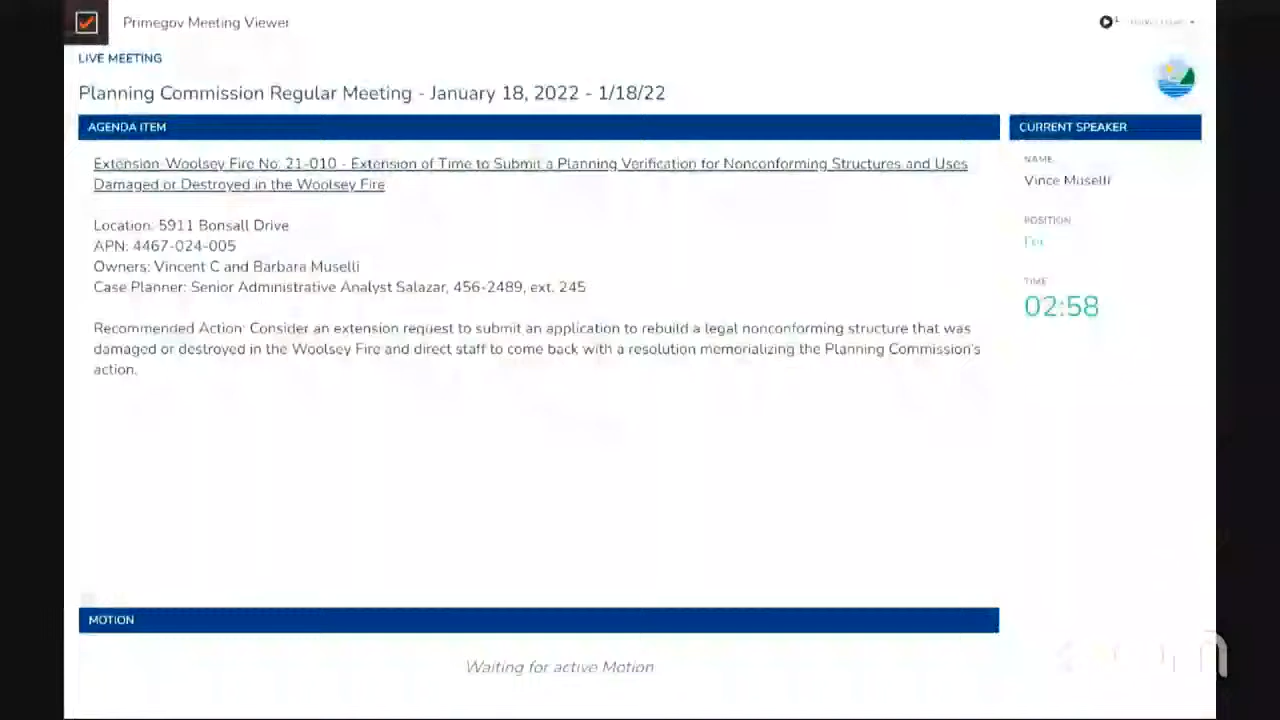 Primegov Meeting Viewer
LIVE MEETING
Planning Commission Regular Meeting - January 18, 2022 - 1/18/22
AGENDA ITEM
CURRENT SPEAKER
Extension Woolsey Fire No. 21-010 - Extension of Time to Submit a Planning Verification for Nonconforming Structures and Uses
Damaged or Destroyed in the Woolsey Fire
NAME
Vince Muselli
Location: 5911 Bonsall Drive
APN: 4467-024-005
Owners: Vincent C and Barbara Muselli
Case Planner: Senior Administrative Analyst Salazar, 456-2489, ext. 245
POSITION
For
TIME
02:58
Recommended Action: Consider an extension request to submit an application to rebuild a legal nonconforming structure that was
damaged or destroyed in the Woolsey Fire and direct staff to come back with a resolution memorializing the Planning Commission's
action.
MOTION
Waiting for active Motion